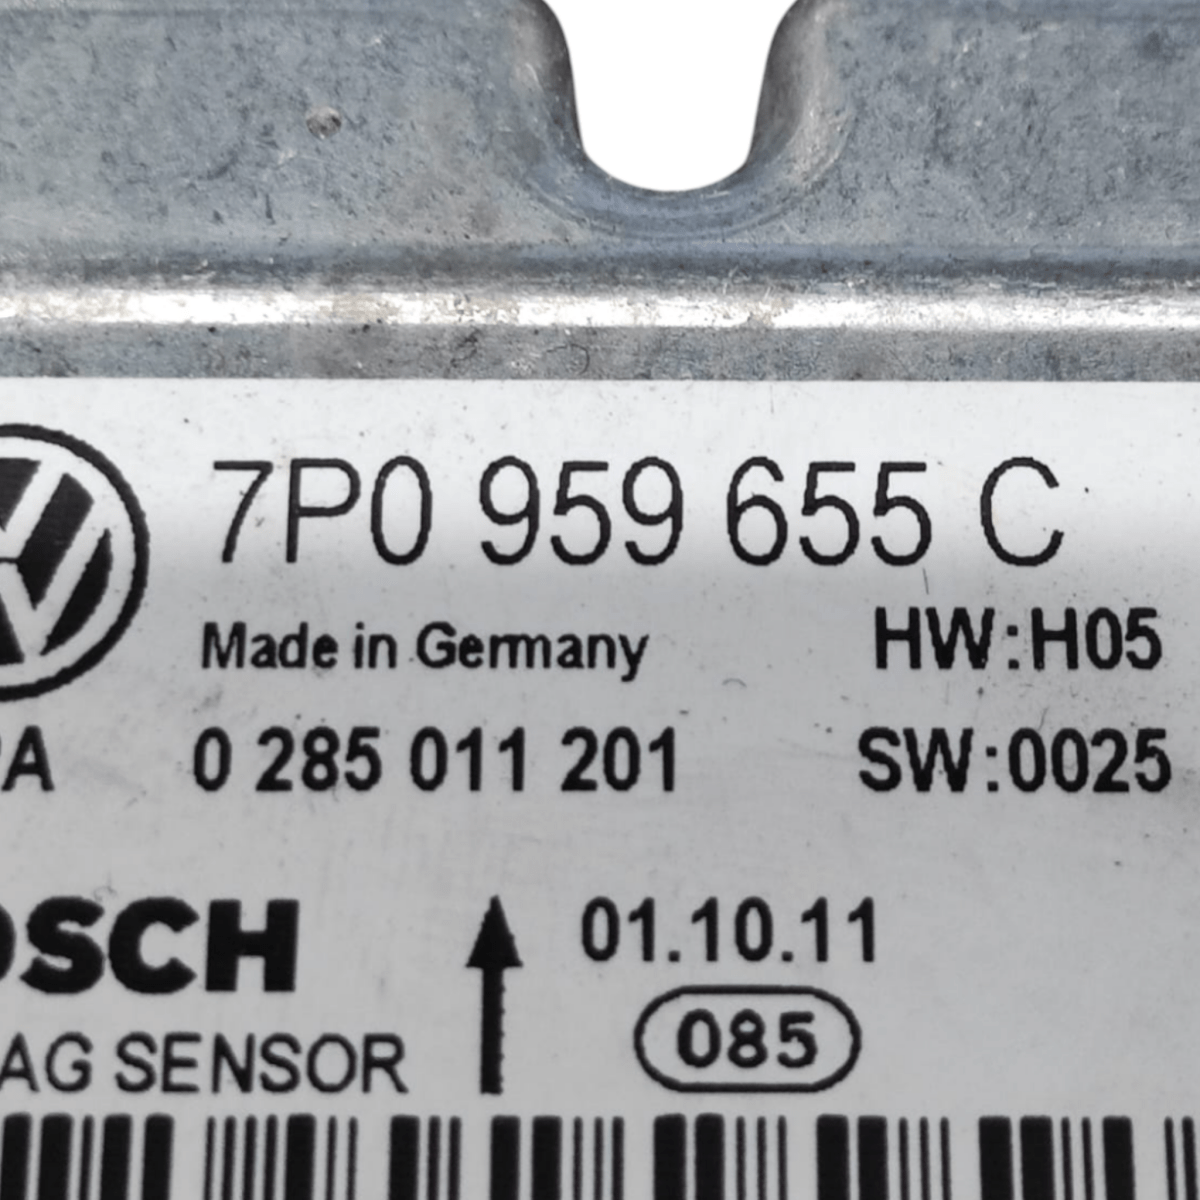 7P0 959 655 C
Made in Germany HW:H05
0 285 011 201 SW:0025
OSCH 01.10.11
085
AG SENSOR